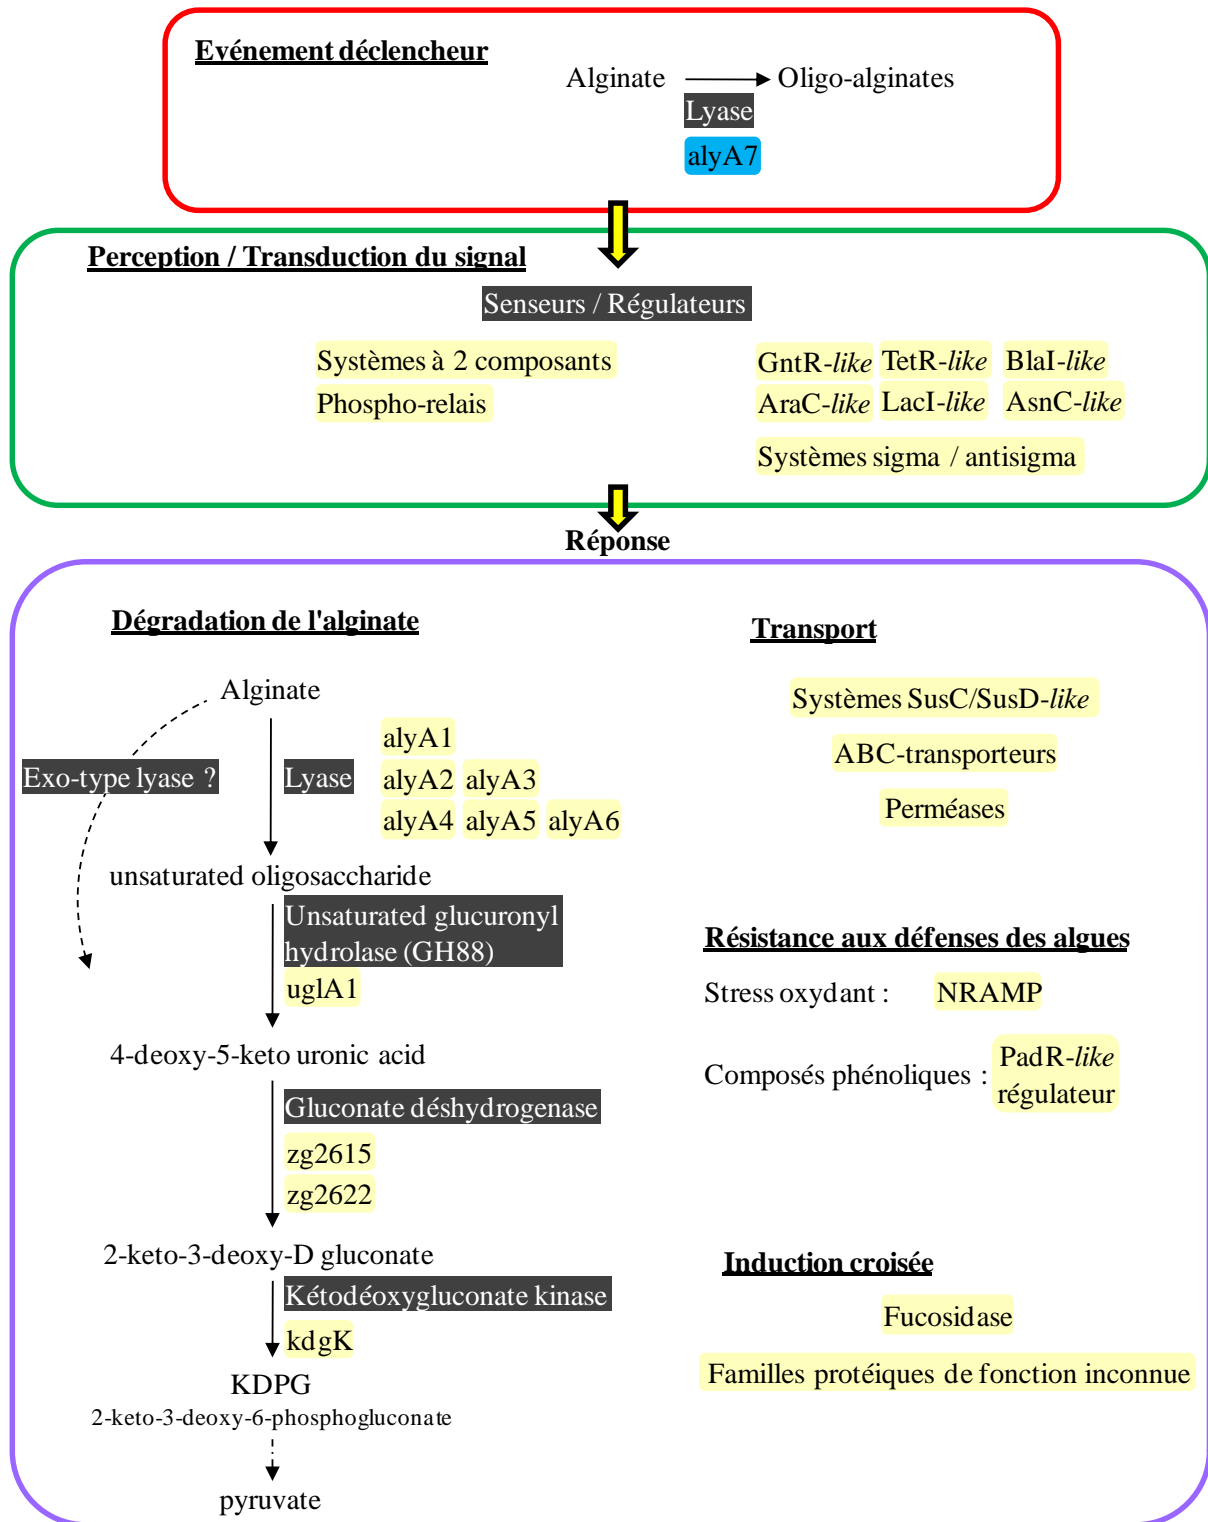 Evénement déclencheur
Alginate Oligo-alginates
Lyase
alyA7
Perception / Transduction du signal
Senseurs / Régulateurs
Systèmes à 2 composants
Phospho-relais
GntR-like TetR-like BlaI-like
AraC-like LacI-like AsnC-like
Systèmes sigma / antisigma
Réponse
Dégradation de l'alginate
Alginate
Exo-type lyase ?
Lyase
alyA1
alyA2 alyA3
alyA4 alyA5 alyA6
unsaturated oligosaccharide
Unsaturated glucuronyl
hydrolase (GH88)
uglA1
4-deoxy-5-keto uronic acid
Gluconate déshydrogenase
zg2615
zg2622
2-keto-3-deoxy-D gluconate
Kétodéoxygluconate kinase
kdgK
KDPG
2-keto-3-deoxy-6-phosphogluconate
pyruvate
Transport
Systèmes SusC/SusD-like
ABC-transporteurs
Perméases
Résistance aux défenses des algues
Stress oxydant : NRAMP
Composés phénoliques : PadR-like
régulateur
Induction croisée
Fucosidase
Familles protéiques de fonction inconnue